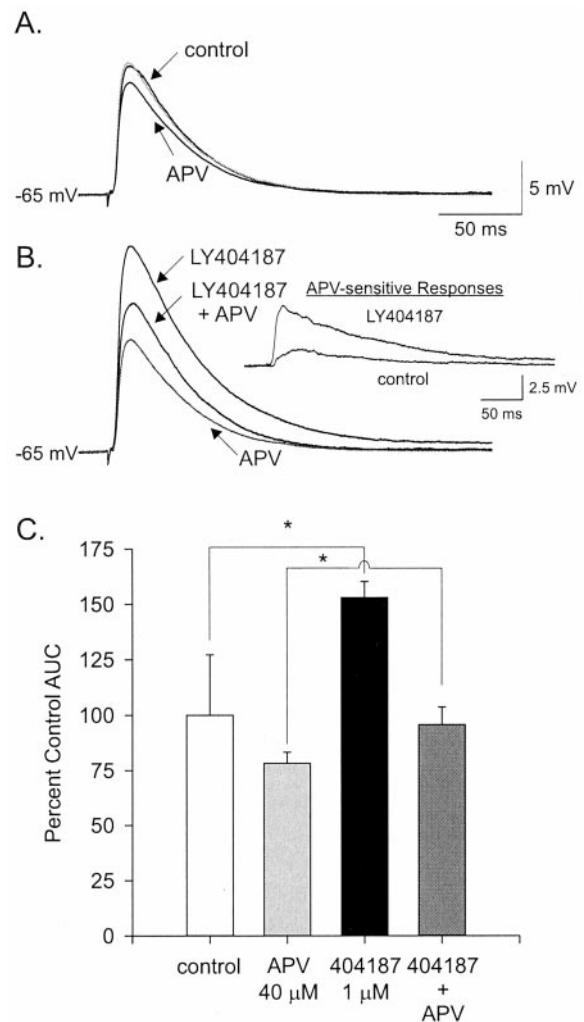 A.
control
APV
-65 mV
5 mV
50 ms
B.
LY404187
LY404187
+ APV
APV-sensitive Responses
LY404187
control
2.5 mV
50 ms
-65 mV
APV
C.
*
*
175
150
125
100
75
50
25
0
Percent Control AUC
control
APV
40 μM
404187
1 μM
404187
+
APV